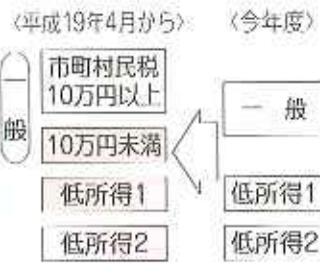 〈平成19年4月から〉
〈今年度〉
一般
市町村民税
10万円以上
10万円未満
低所得1
低所得2
一般
低所得1
低所得2